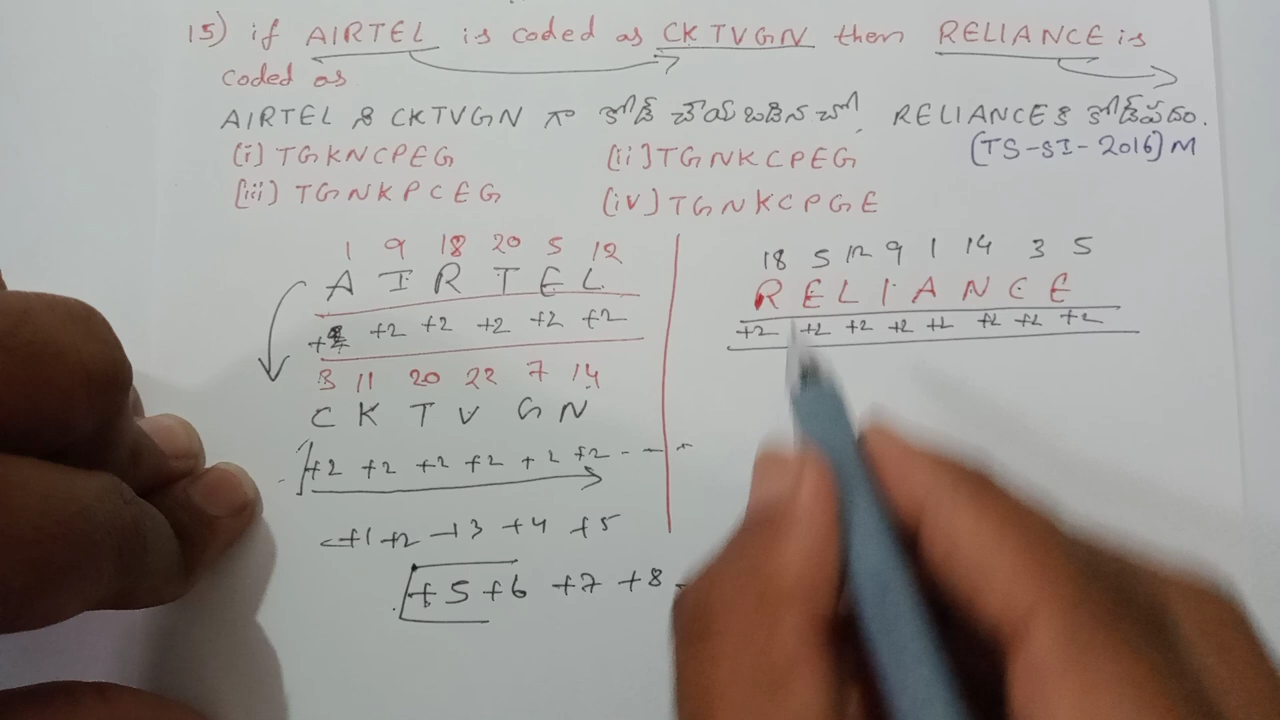 15) if AIRTEL is coded as CKTVGN then RELIANCE is
coded as
AIRTEL కి CKTVGN గా కోడ్ చేయబడిన చో, RELIANCE కి కోడ్ పదం.
(TS-SI-2016) M
(i) TGKNCPEG (ii) TGNKCPEG
(iii) TGNKPCEG (iv) TGNKCPGE
1 9 18 20 5 12
A I R T E L
+2 +2 +2 +2 +2 +2
3 11 20 22 7 14
C K T V G N
+2 +2 +2 +2 +2 +2 - - -
+1 +2 +3 +4 +5
+5 +6 +7 +8 -
18 5 12 9 1 14 3 5
R E L I A N C E
+2 +2 +2 +2 +2 +2 +2 +2